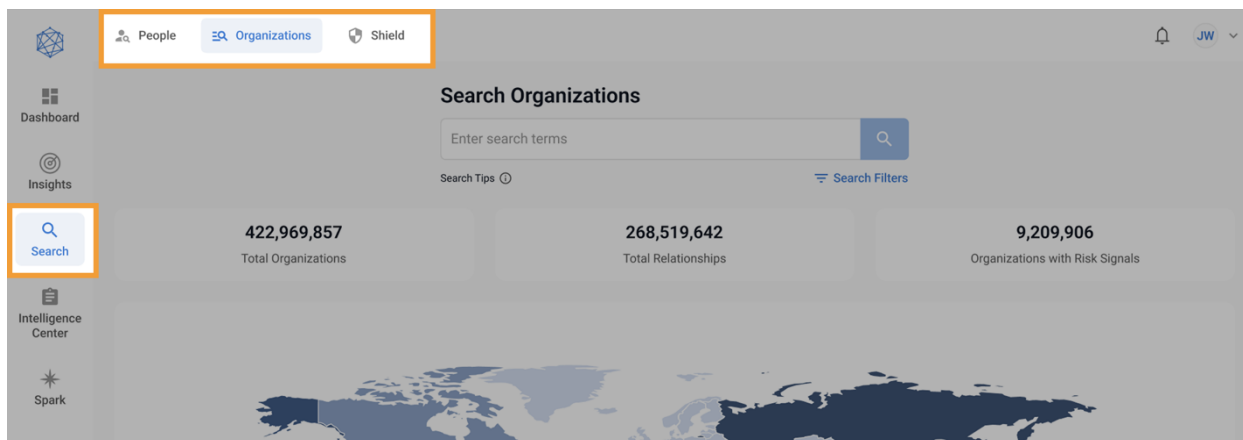 People
Organizations
Shield
JW
Dashboard
Insights
Search
Intelligence
Center
Spark
Search Organizations
Enter search terms
Search Tips
Search Filters
422,969,857
Total Organizations
268,519,642
Total Relationships
9,209,906
Organizations with Risk Signals